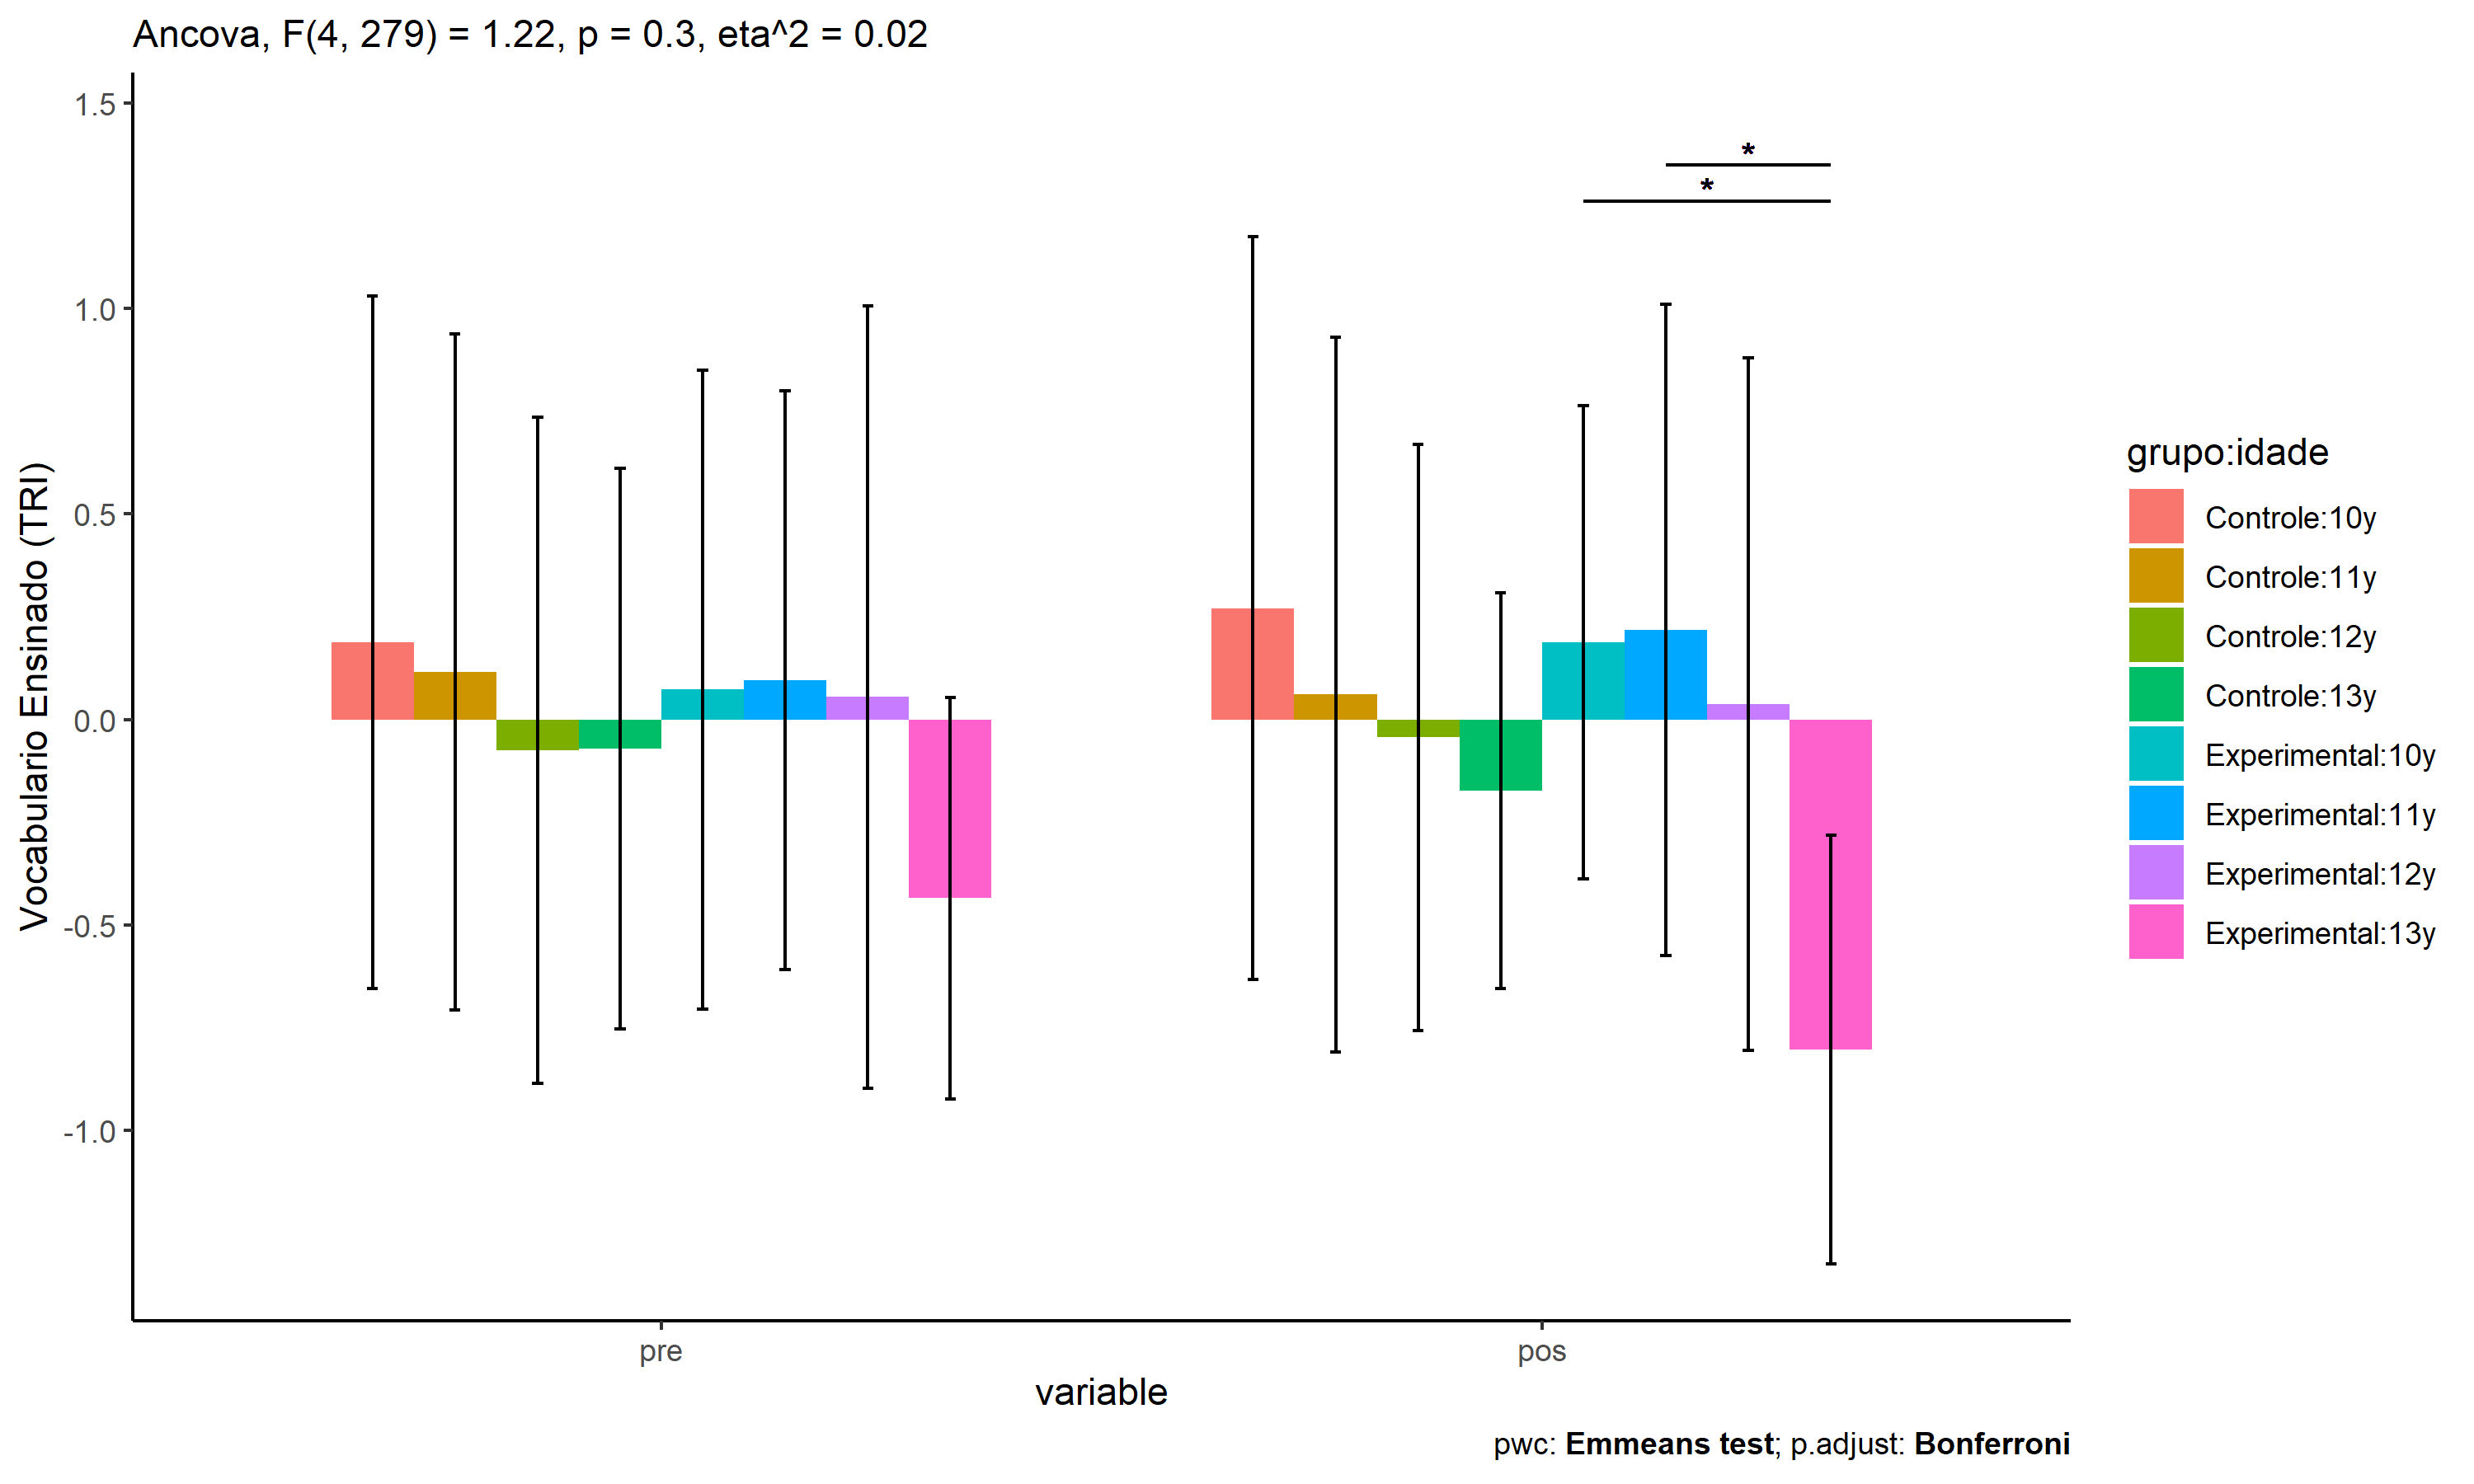 Ancova, F(4, 279) = 1.22, p = 0.3, eta^2 = 0.02
Vocabulario Ensinado (TRI)
1.5
1.0
0.5
0.0
-0.5
-1.0
*
*
pre
pos
variable
grupo:idade
Controle:10y
Controle:11y
Controle:12y
Controle:13y
Experimental:10y
Experimental:11y
Experimental:12y
Experimental:13y
pwc: Emmeans test; p.adjust: Bonferroni